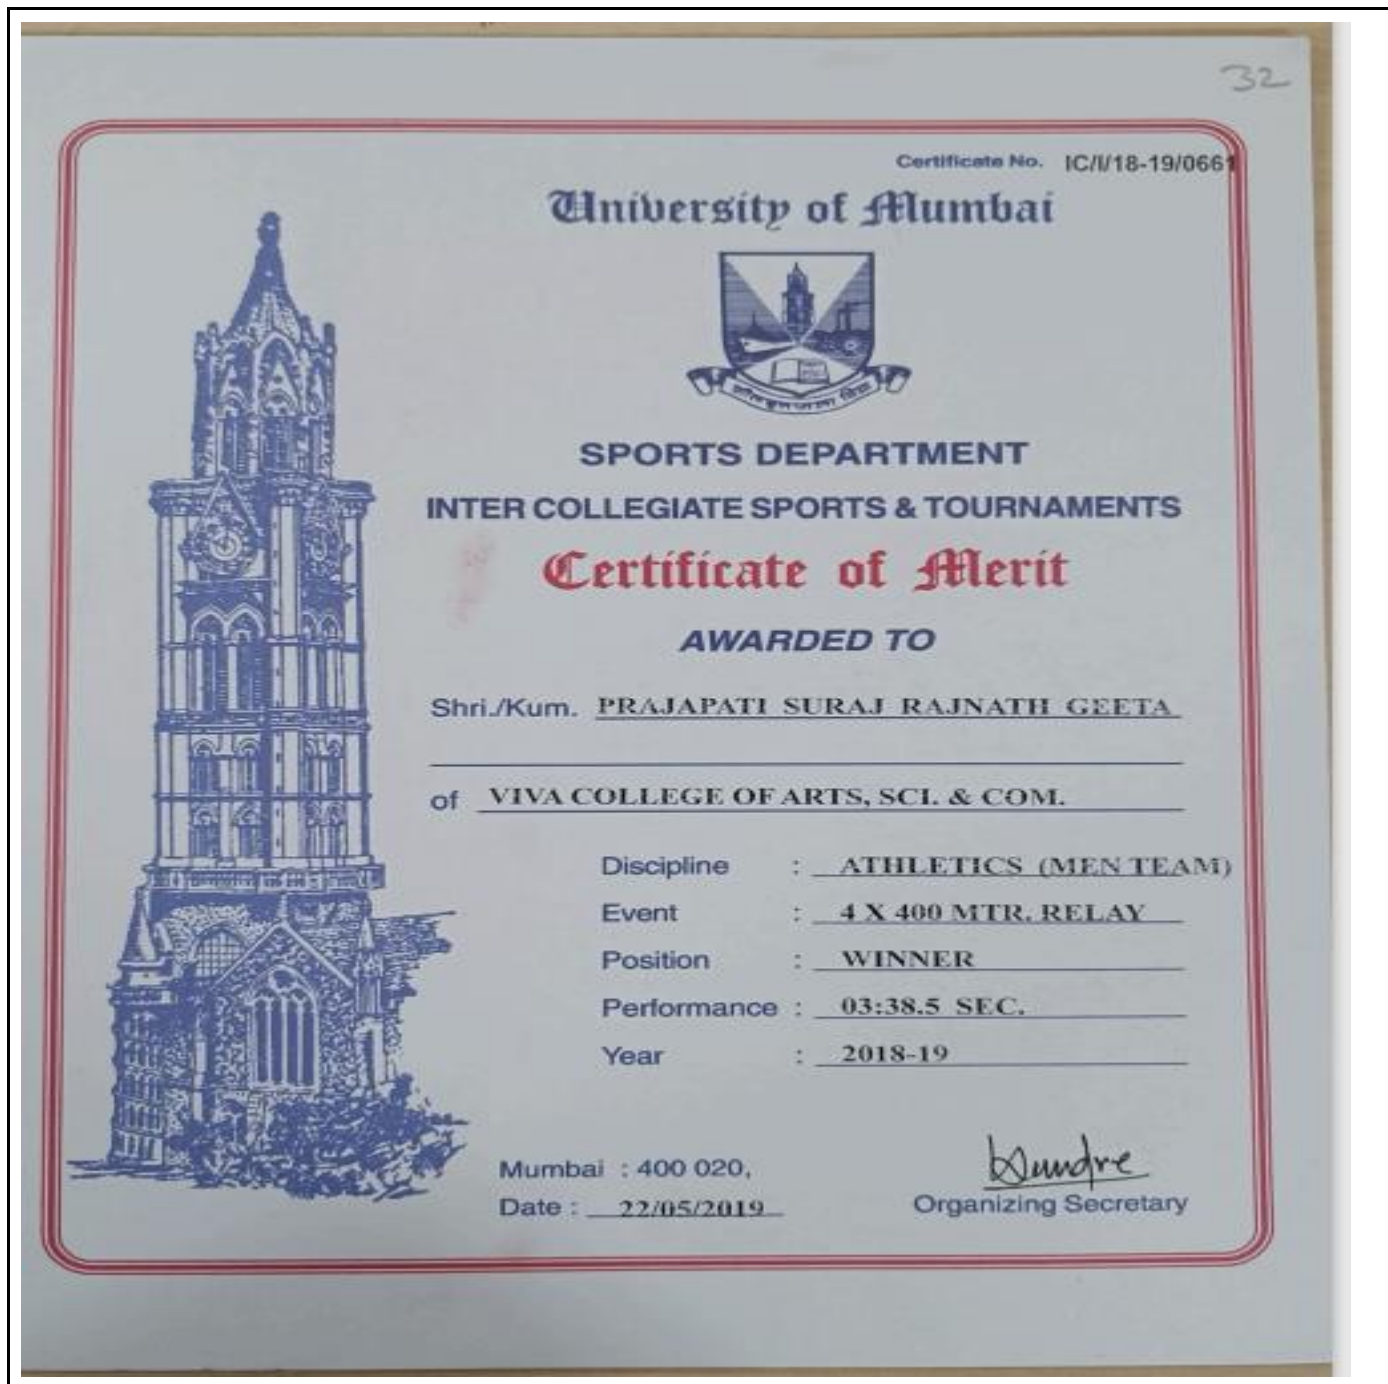 32
Certificate No. IC/I/18-19/0661
University of Mumbai
SPORTS DEPARTMENT
INTER COLLEGIATE SPORTS & TOURNAMENTS
Certificate of Merit
AWARDED TO
Shri./Kum. PRAJAPATI SURAJ RAJNATH GEETA
of VIVA COLLEGE OF ARTS, SCI. & COM.
Discipline : ATHLETICS (MEN TEAM)
Event : 4 X 400 MTR. RELAY
Position : WINNER
Performance : 03:38.5 SEC.
Year : 2018-19
Mumbai : 400 020,
Date : 22/05/2019
Organizing Secretary